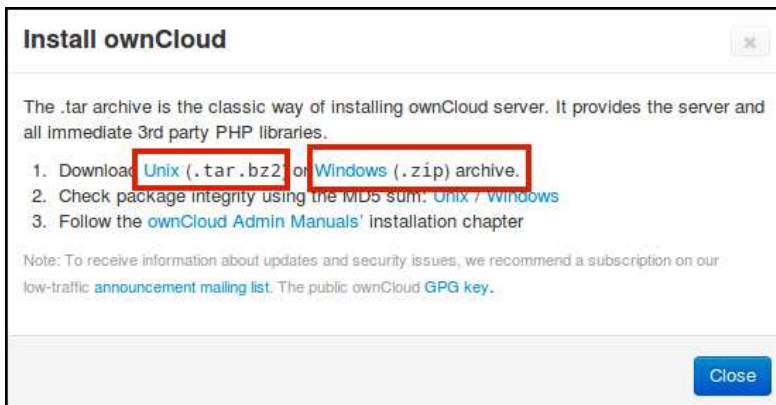 Install ownCloud
×
The .tar archive is the classic way of installing ownCloud server. It provides the server and
all immediate 3rd party PHP libraries.
1. Download Unix (.tar.bz2) or Windows (.zip) archive.
2. Check package integrity using the MD5 sum: Unix / Windows
3. Follow the ownCloud Admin Manuals' installation chapter
Note: To receive information about updates and security issues, we recommend a subscription on our
low-traffic announcement mailing list. The public ownCloud GPG key.
Close